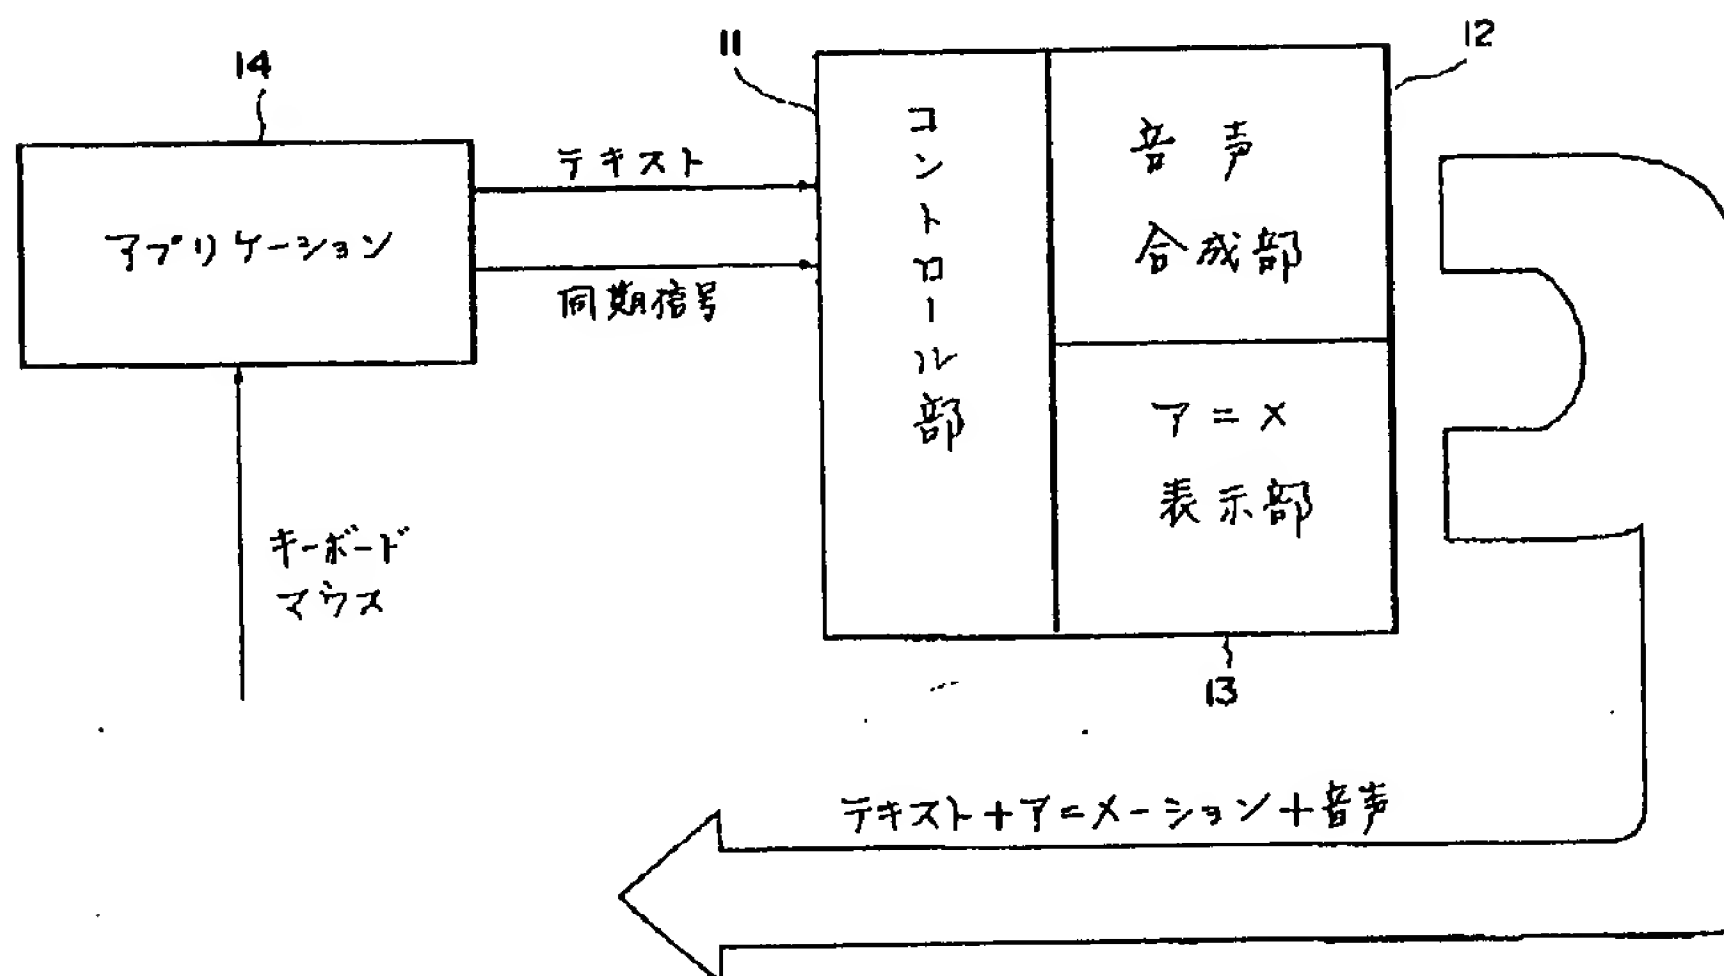 14
アプリケーション
テキスト
同期信号
キーボード
マウス
11
コントロール部
12
音声
合成部
アニメ
表示部
13
テキスト+アニメーション+音声